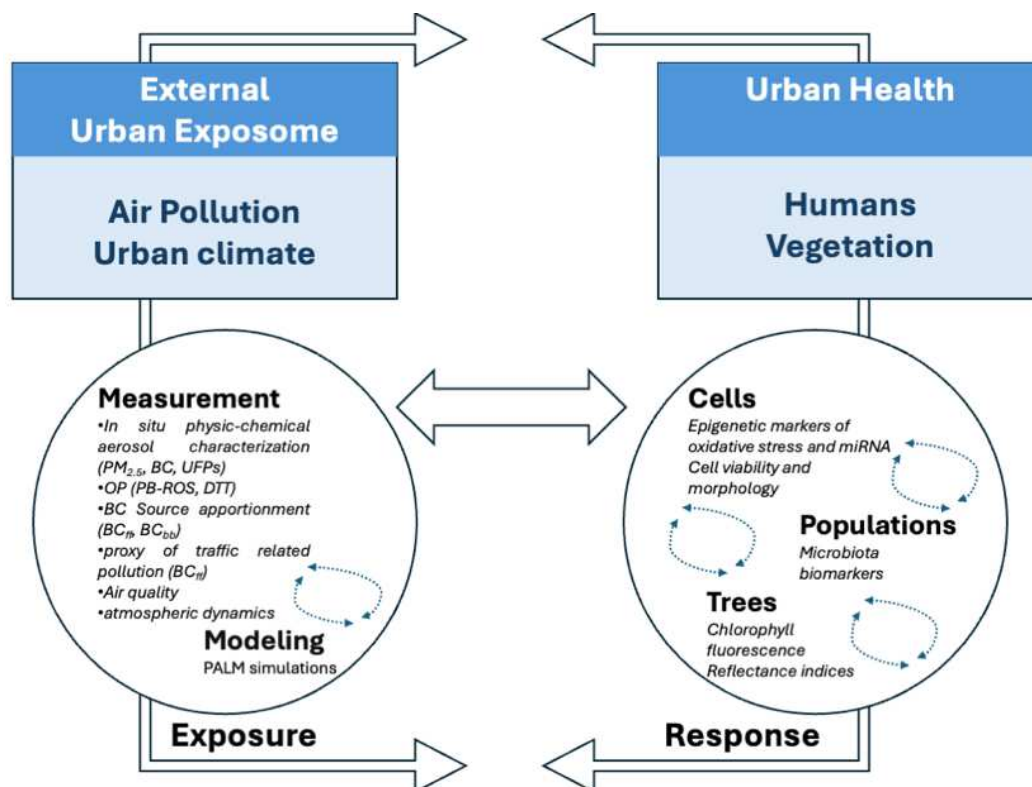 External
Urban Exposome
Air Pollution
Urban climate
Urban Health
Humans
Vegetation
Measurement
•In situ physic-chemical
aerosol characterization
(PM2.5, BC, UFPs)
•OP (PB-ROS, DTT)
•BC Source apportionment
(BCff, BCbb)
•proxy of traffic related
pollution (BCff)
•Air quality
•atmospheric dynamics
Modeling
PALM simulations
Exposure
Cells
Epigenetic markers of
oxidative stress and miRNA
Cell viability and
morphology
Populations
Microbiota
biomarkers
Trees
Chlorophyll
fluorescence
Reflectance indices
Response